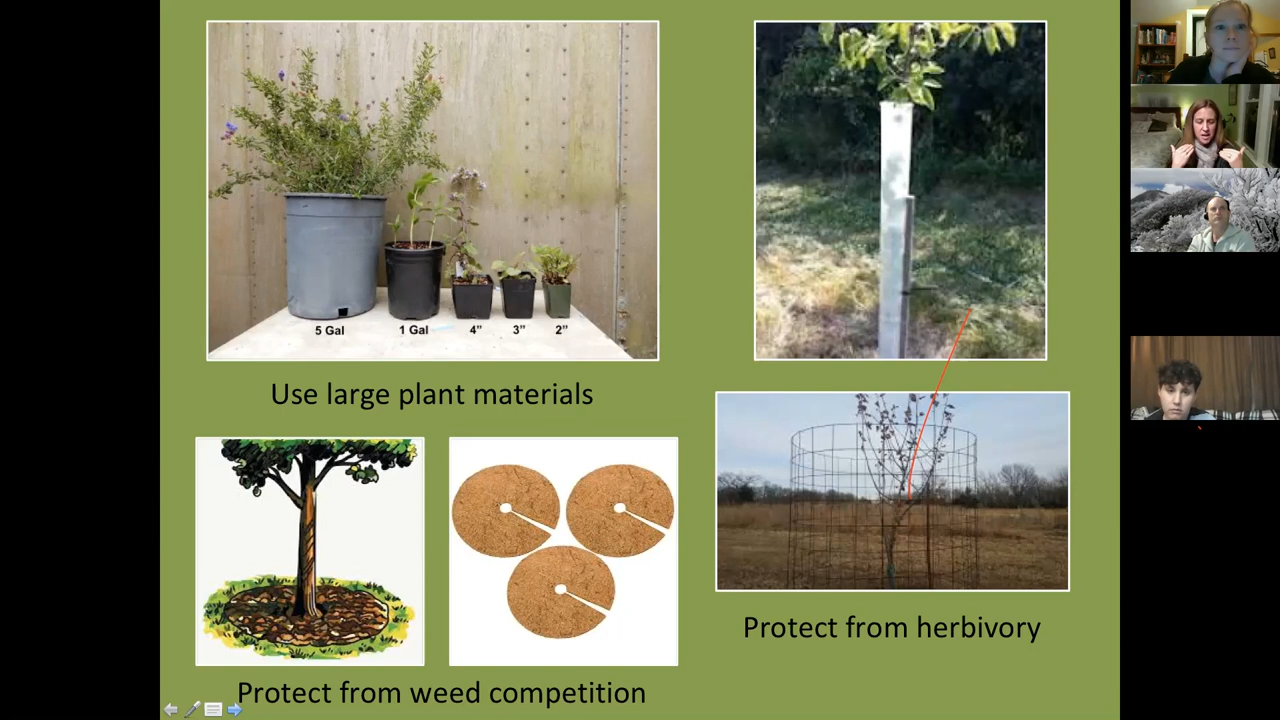 5 Gal
1 Gal
4”
3”
2”
Use large plant materials
Protect from herbivory
Protect from weed competition